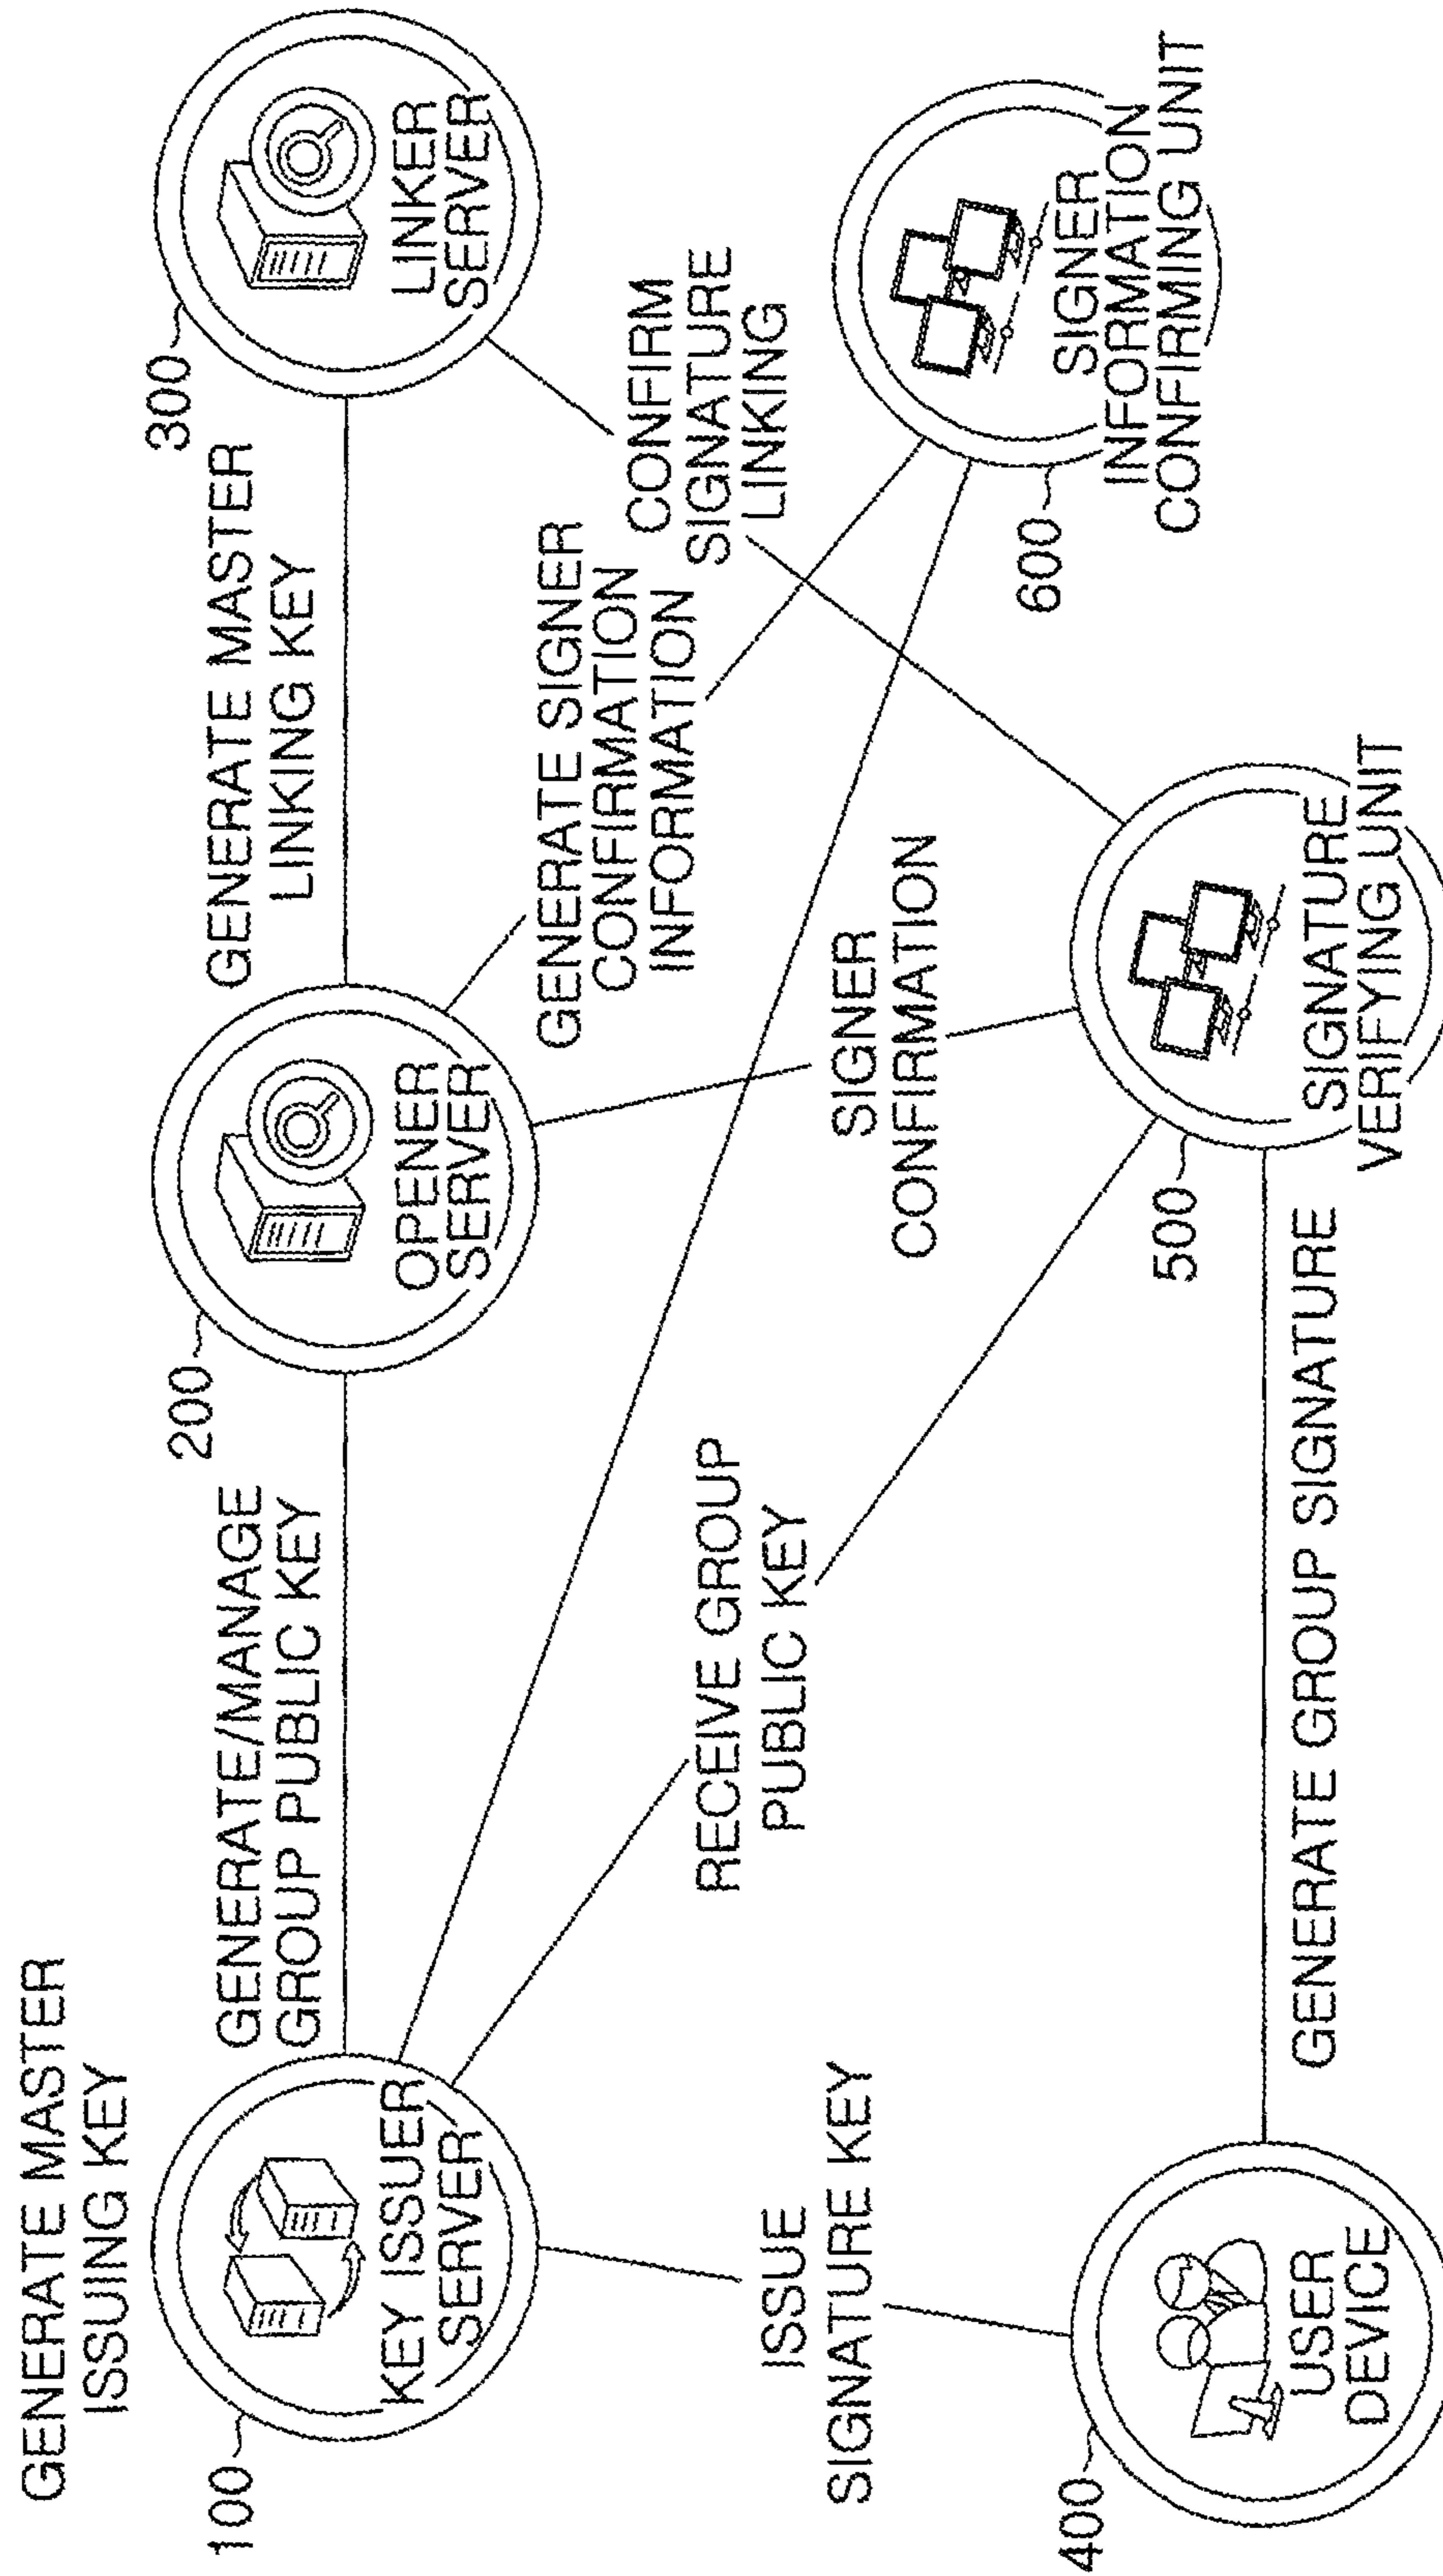 GENERATE MASTER
ISSUING KEY
100
KEY ISSUER
SERVER
GENERATE/MANAGE
GROUP PUBLIC KEY
200
OPENER
SERVER
GENERATE MASTER
LINKING KEY
300
LINKER
SERVER
GENERATE SIGNER
CONFIRMATION
INFORMATION
CONFIRM
SIGNATURE
LINKING
RECEIVE GROUP
PUBLIC KEY
SIGNER
CONFIRMATION
600
SIGNER
INFORMATION
CONFIRMING UNIT
ISSUE
SIGNATURE KEY
400
USER
DEVICE
GENERATE GROUP SIGNATURE
500
SIGNATURE
VERIFYING UNIT